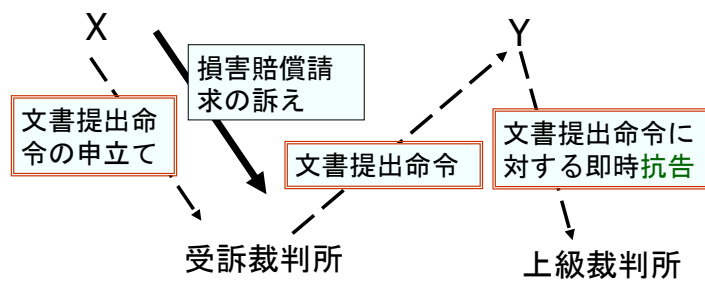 X
Y
損害賠償請
求の訴え
文書提出命
令の申立て
文書提出命令
文書提出命令に
対する即時抗告
受訴裁判所
上級裁判所